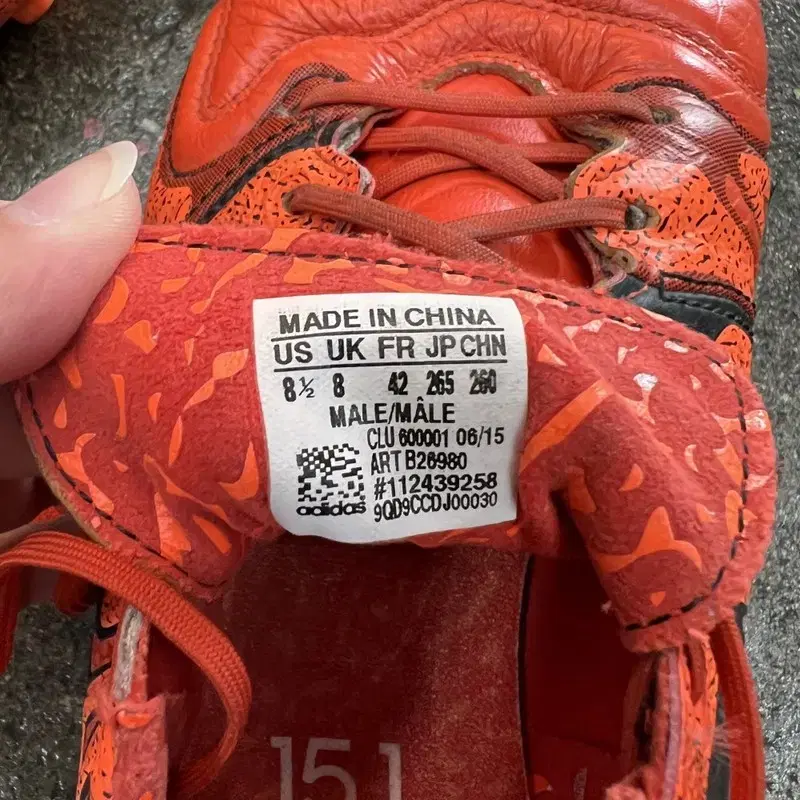 MADE IN CHINA
US UK FR JP CHN
8½ 8 42 265 260
MALE/MÂLE
CLU 600001 06/15
ART B26980
#112439258
9QD9CCDJ00030
adidas
15.1